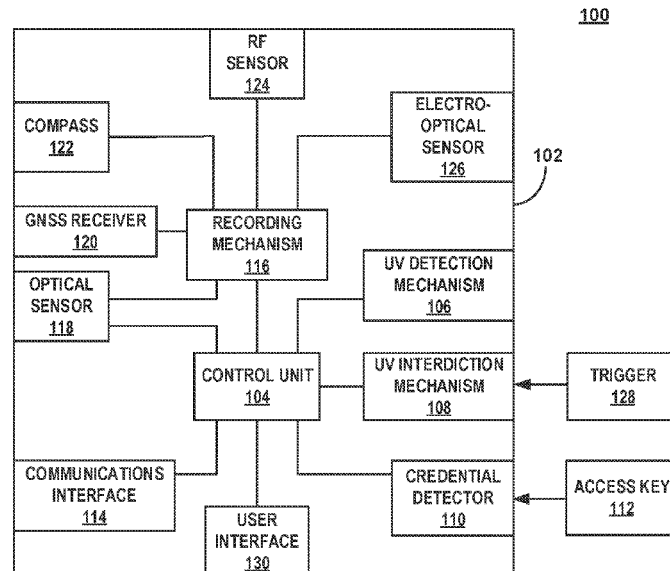 100
RF
SENSOR
124
COMPASS
122
ELECTRO-
OPTICAL
SENSOR
126
102
GNSS RECEIVER
120
RECORDING
MECHANISM
116
OPTICAL
SENSOR
118
UV DETECTION
MECHANISM
106
CONTROL UNIT
104
UV INTERDICTION
MECHANISM
108
TRIGGER
128
COMMUNICATIONS
INTERFACE
114
USER
INTERFACE
130
CREDENTIAL
DETECTOR
110
ACCESS KEY
112